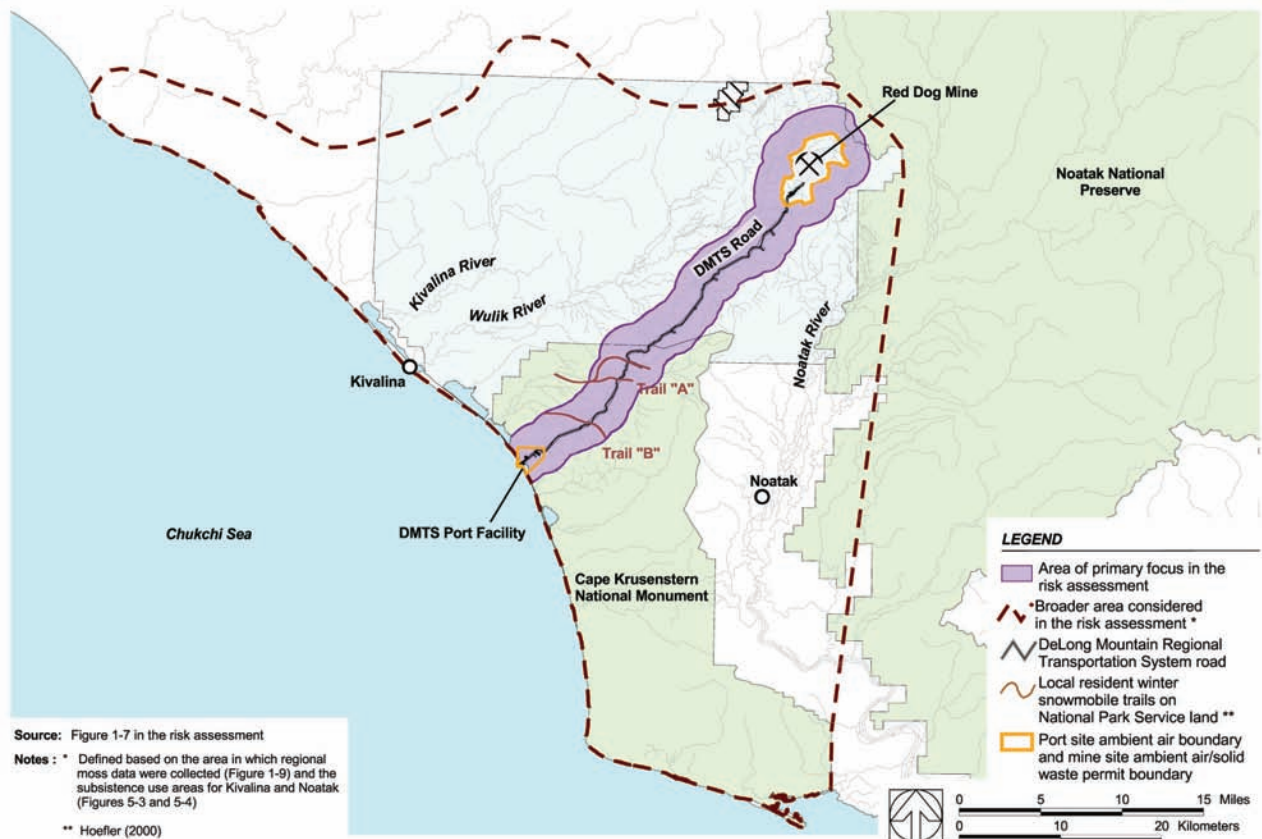 Red Dog Mine
Noatak National
Preserve
DMTS Road
Kivalina River
Wulik River
Noatak River
Kivalina
Trail "A"
Trail "B"
Noatak
DMTS Port Facility
Chukchi Sea
Cape Krusenstern
National Monument
LEGEND
Area of primary focus in the
risk assessment
Broader area considered
in the risk assessment *
DeLong Mountain Regional
Transportation System road
Local resident winter
snowmobile trails on
National Park Service land **
Port site ambient air boundary
and mine site ambient air/solid
waste permit boundary
Source: Figure 1-7 in the risk assessment
Notes : * Defined based on the area in which regional
moss data were collected (Figure 1-9) and the
subsistence use areas for Kivalina and Noatak
(Figures 5-3 and 5-4)
** Hoefler (2000)
0 5 10 15 Miles
0 10 20 Kilometers